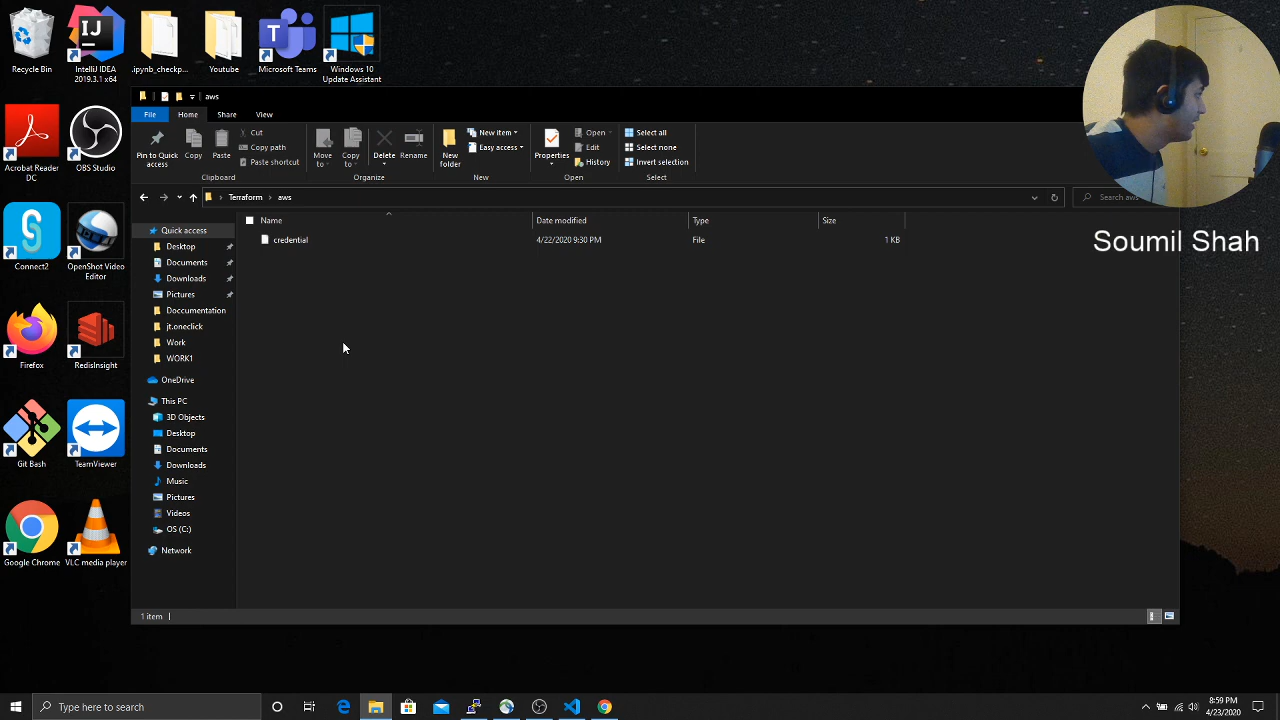 Recycle Bin
IntelliJ IDEA
2019.3.1 x64
.ipynb_checkp...
Youtube
Microsoft Teams
Windows 10
Update Assistant
aws
File
Home
Share
View
Pin to Quick
access
Copy
Paste
Cut
Copy path
Paste shortcut
Clipboard
Move
to
Copy
to
Delete
Rename
Organize
New
folder
New item
Easy access
New
Properties
Open
Edit
History
Open
Select all
Select none
Invert selection
Select
Terraform
aws
Search aws
Name
Date modified
Type
Size
credential
4/22/2020 9:30 PM
File
1 KB
Quick access
Desktop
Documents
Downloads
Pictures
Doccumentation
jt.oneclick
Work
WORK1
OneDrive
This PC
3D Objects
Desktop
Documents
Downloads
Music
Pictures
Videos
OS (C:)
Network
1 item
Soumil Shah
Acrobat Reader
DC
OBS Studio
Connect2
OpenShot Video
Editor
Firefox
RedisInsight
Git Bash
TeamViewer
Google Chrome
VLC media player
Type here to search
8:59 PM
4/23/2020